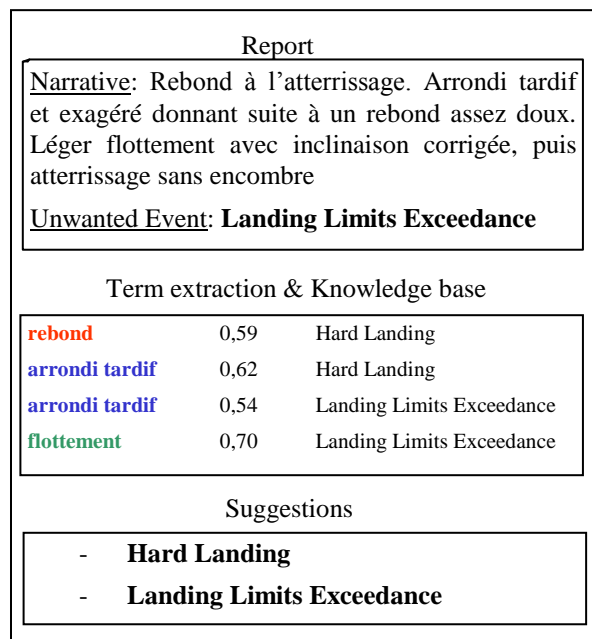 Report
Narrative: Rebond à l’atterrissage. Arrondi tardif
et exagéré donnant suite à un rebond assez doux.
Léger flottement avec inclinaison corrigée, puis
atterrissage sans encombre
Unwanted Event: Landing Limits Exceedance
Term extraction & Knowledge base
rebond 0,59 Hard Landing
arrondi tardif 0,62 Hard Landing
arrondi tardif 0,54 Landing Limits Exceedance
flottement 0,70 Landing Limits Exceedance
Suggestions
- Hard Landing
- Landing Limits Exceedance